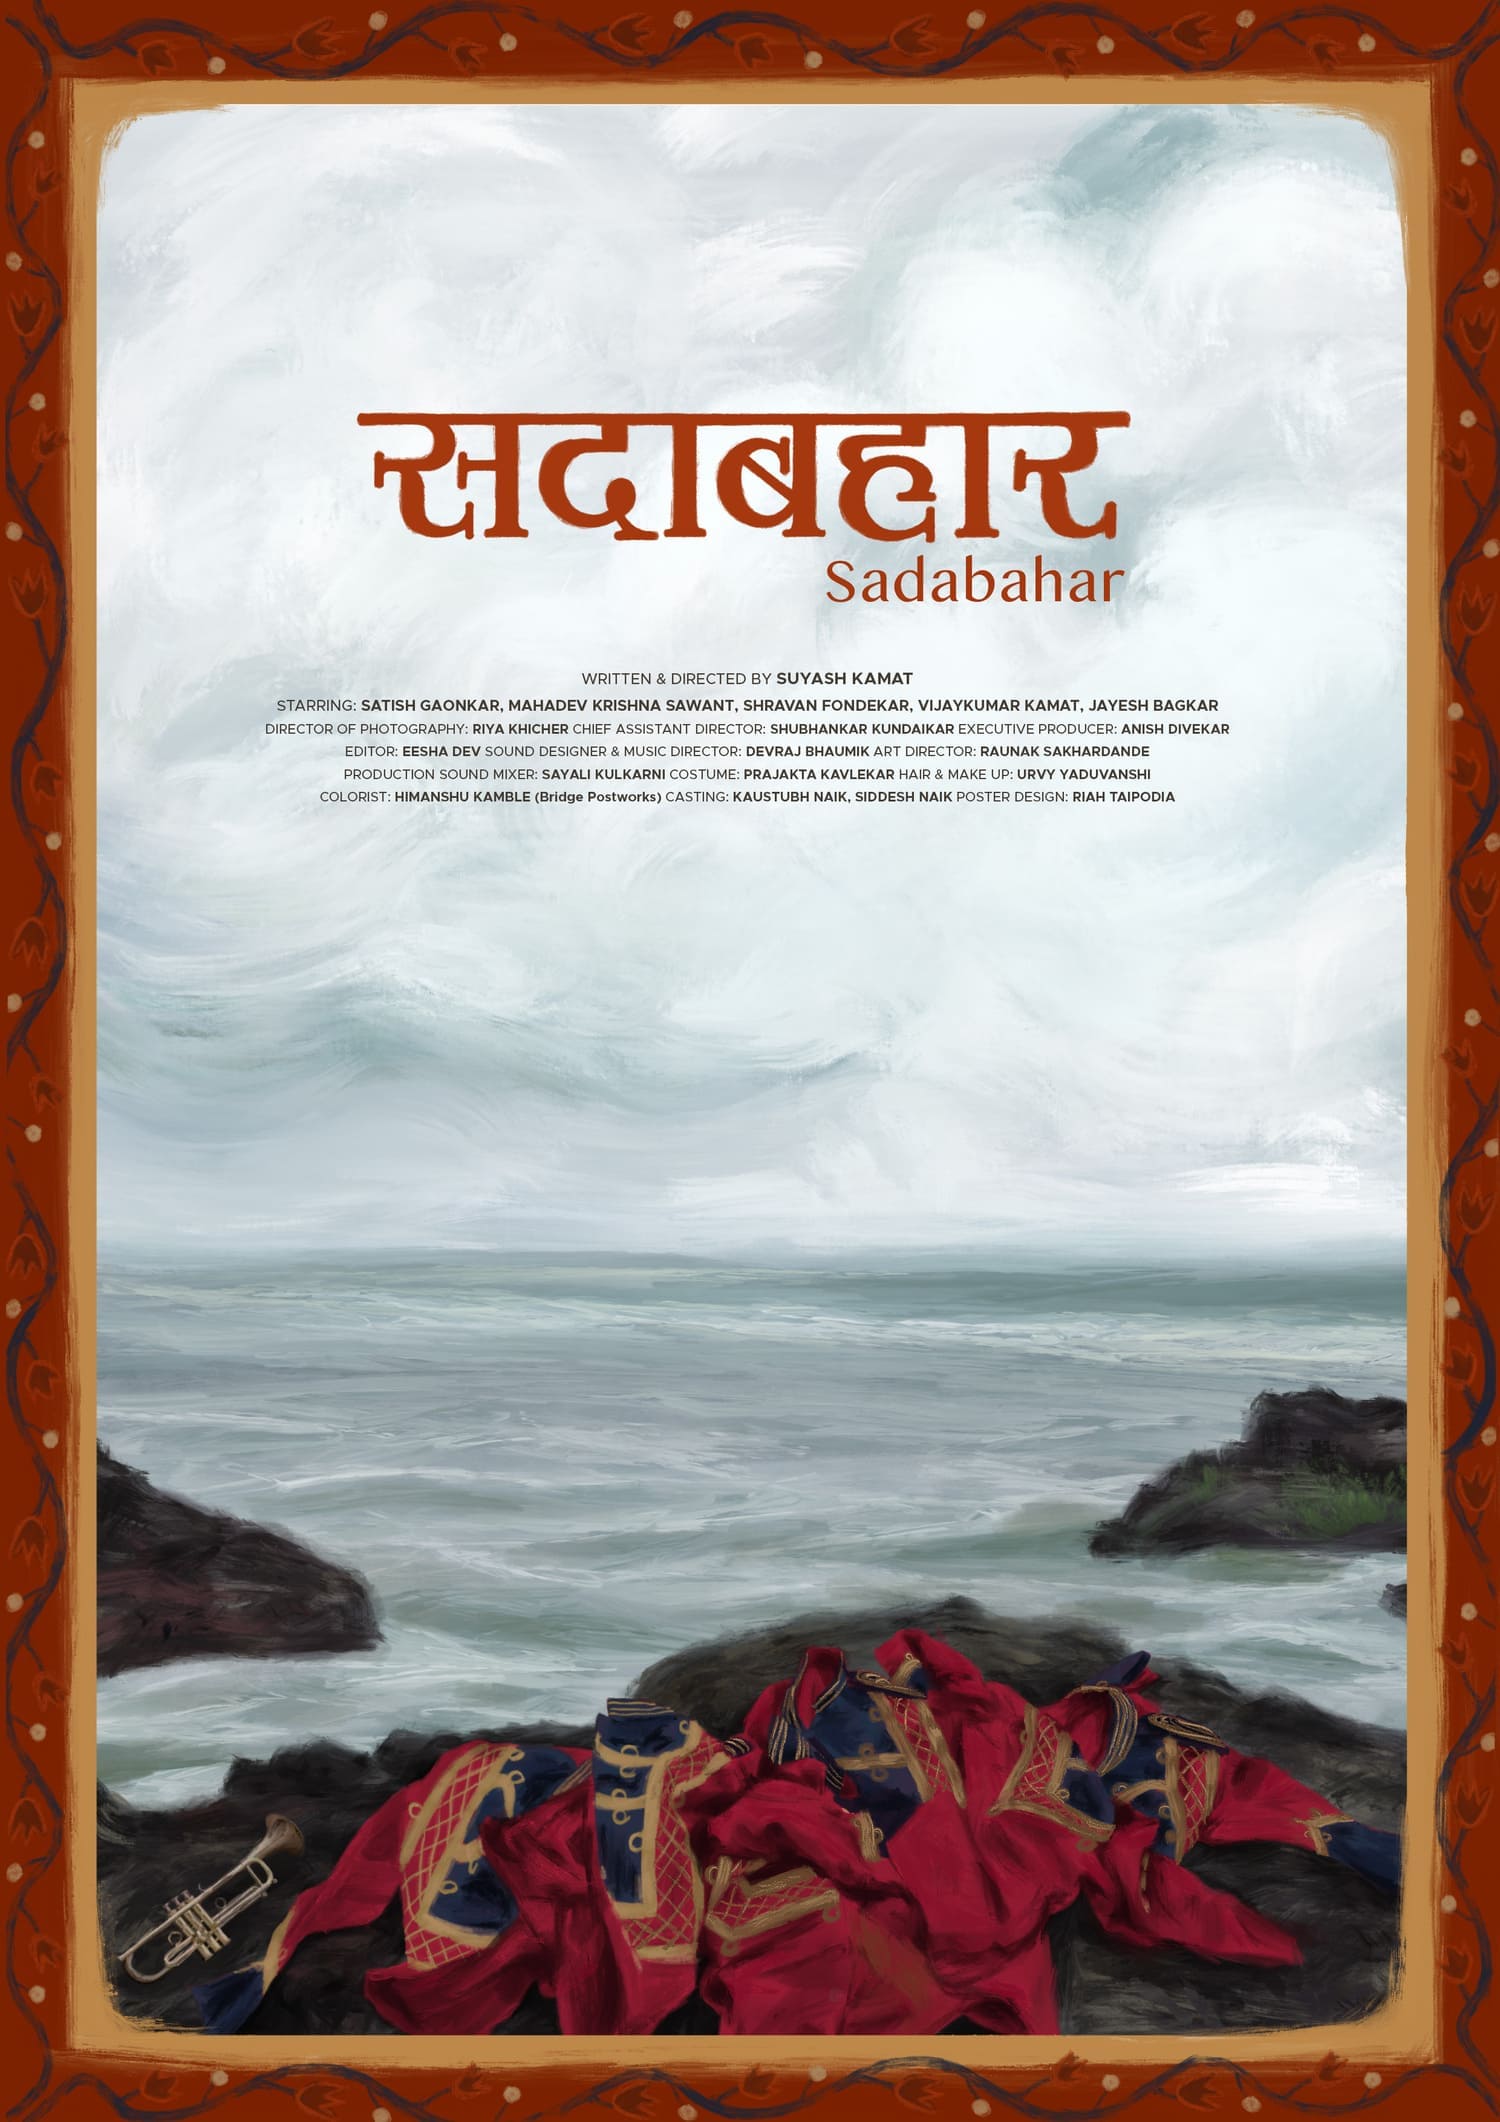 सदाबहार
Sadabahar
WRITTEN & DIRECTED BY SUYASH KAMAT
STARRING: SATISH GAONKAR, MAHADEV KRISHNA SAWANT, SHRAVAN FONDEKAR, VIJAYKUMAR KAMAT, JAYESH BAGKAR
DIRECTOR OF PHOTOGRAPHY: RIYA KHICHER CHIEF ASSISTANT DIRECTOR: SHUBHANKAR KUNDAIKAR EXECUTIVE PRODUCER: ANISH DIVEKAR
EDITOR: EESHA DEV SOUND DESIGNER & MUSIC DIRECTOR: DEVRAJ BHAUMIK ART DIRECTOR: RAUNAK SAKHARDANDE
PRODUCTION SOUND MIXER: SAYALI KULKARNI COSTUME: PRAJAKTA KAVLEKAR HAIR & MAKE UP: URVY YADUVANSHI
COLORIST: HIMANSHU KAMBLE (Bridge Postworks) CASTING: KAUSTUBH NAIK, SIDDESH NAIK POSTER DESIGN: RIAH TAIPODIA